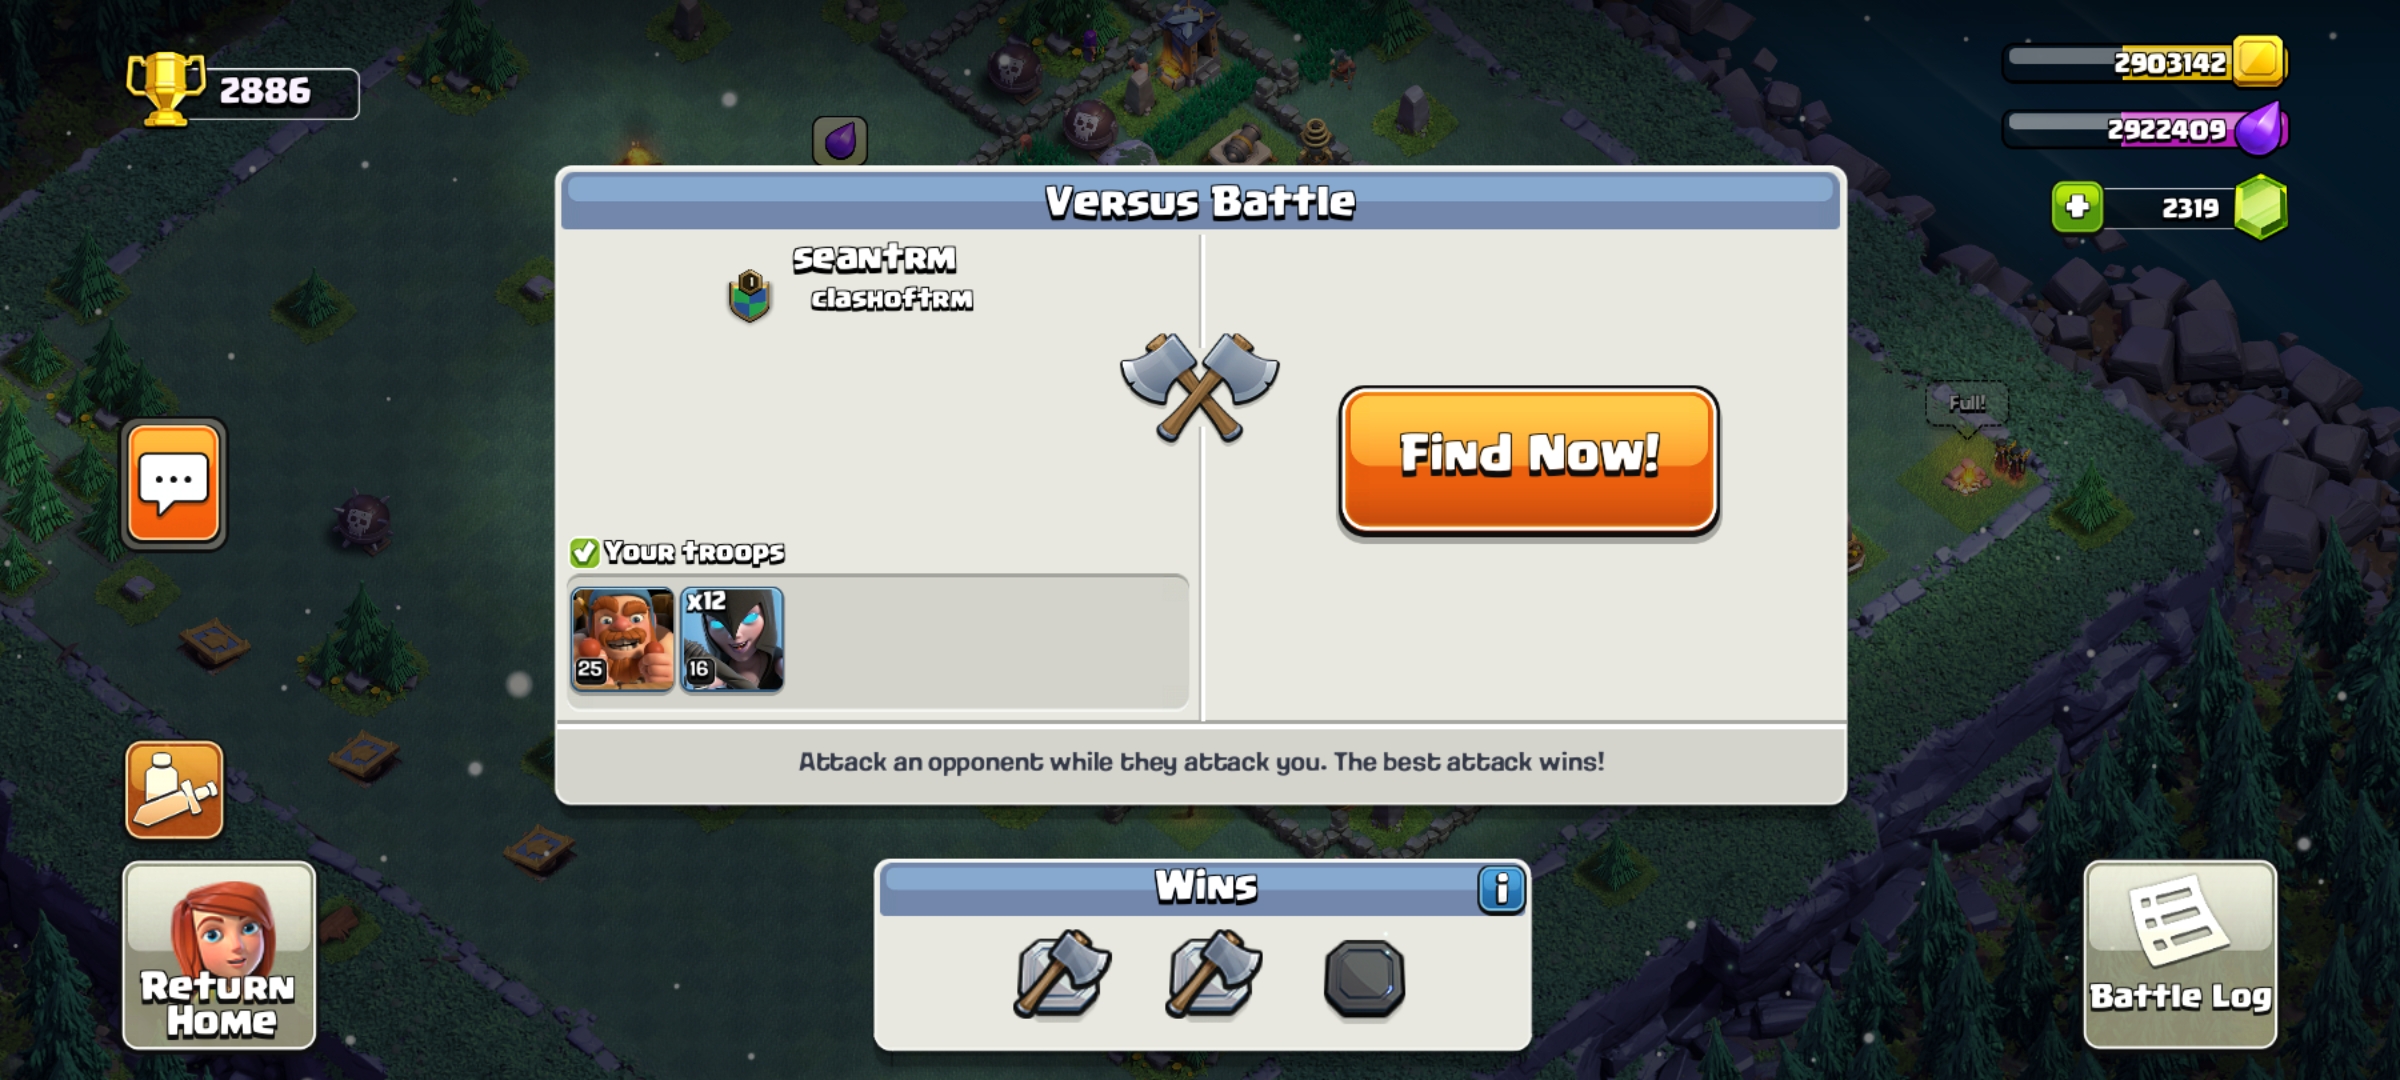 2886
2903142
2922409
2319
Versus Battle
seantrm
clashoftrm
1
Find Now!
Full!
Your troops
25
x12
16
Attack an opponent while they attack you. The best attack wins!
Wins
i
Return
Home
Battle Log